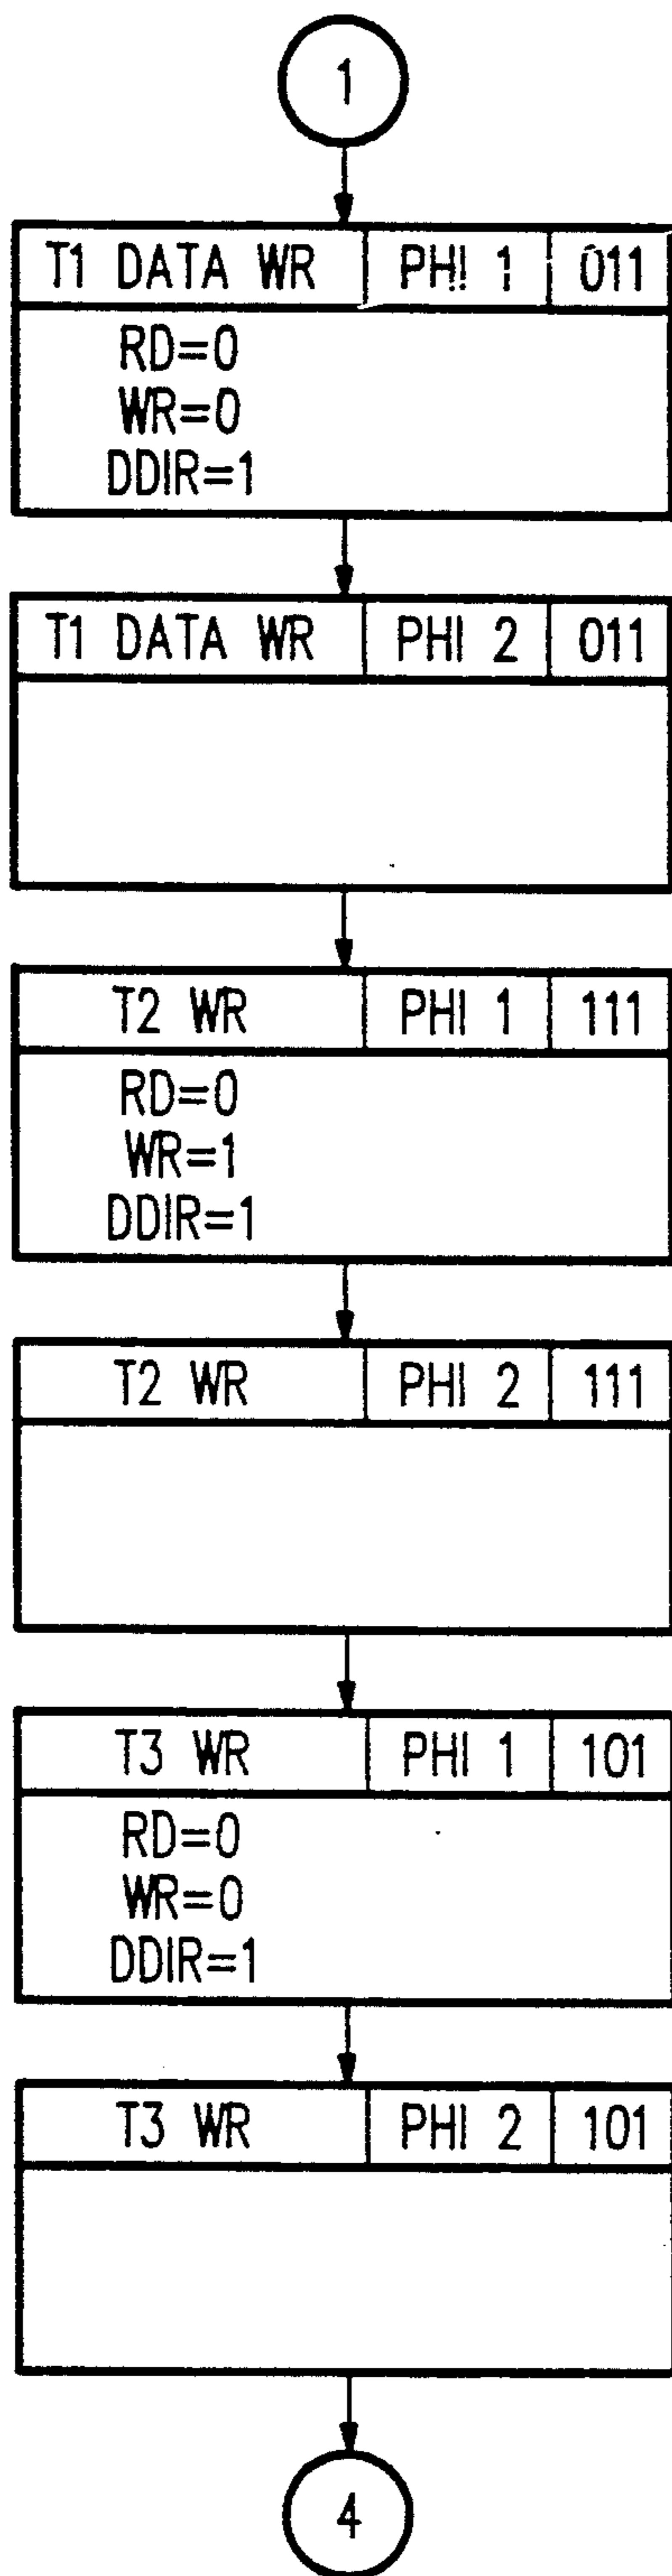 1
T1 DATA WR PHI 1 011
RD=0
WR=0
DDIR=1
T1 DATA WR PHI 2 011
T2 WR PHI 1 111
RD=0
WR=1
DDIR=1
T2 WR PHI 2 111
T3 WR PHI 1 101
RD=0
WR=0
DDIR=1
T3 WR PHI 2 101
4